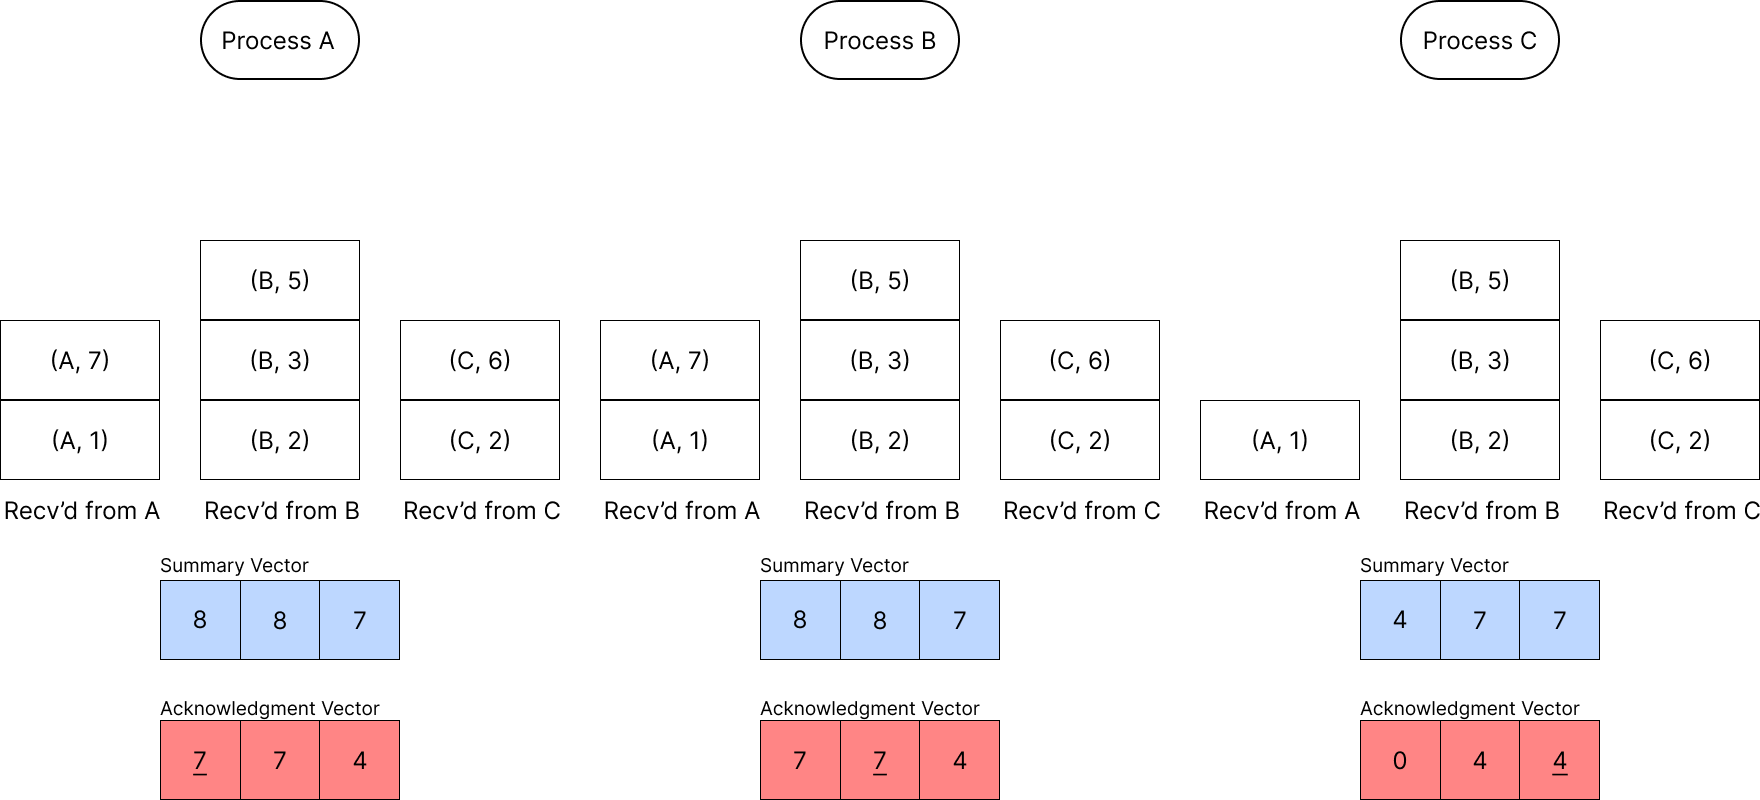 Process A
Process B
Process C
(B, 5)
(B, 5)
(B, 5)
(A, 7)
(B, 3)
(C, 6)
(A, 7)
(B, 3)
(C, 6)
(B, 3)
(C, 6)
(A, 1)
(B, 2)
(C, 2)
(A, 1)
(B, 2)
(C, 2)
(A, 1)
(B, 2)
(C, 2)
Recv’d from A
Recv’d from B
Recv’d from C
Recv’d from A
Recv’d from B
Recv’d from C
Recv’d from A
Recv’d from B
Recv’d from C
Summary Vector
Summary Vector
Summary Vector
8 8 7
8 8 7
4 7 7
Acknowledgment Vector
Acknowledgment Vector
Acknowledgment Vector
7 7 4
7 7 4
0 4 4